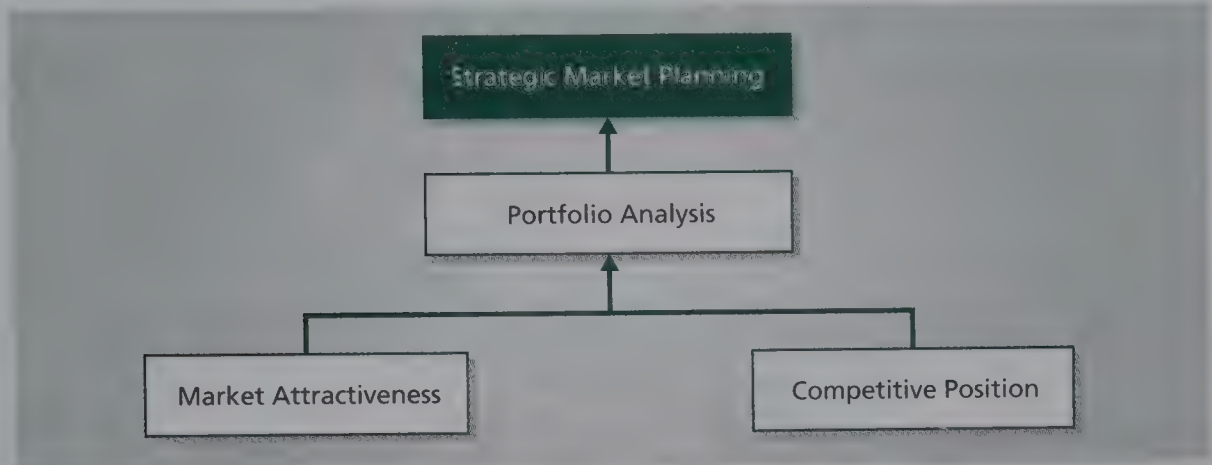 Strategic Market Planning
Portfolio Analysis
Market Attractiveness
Competitive Position